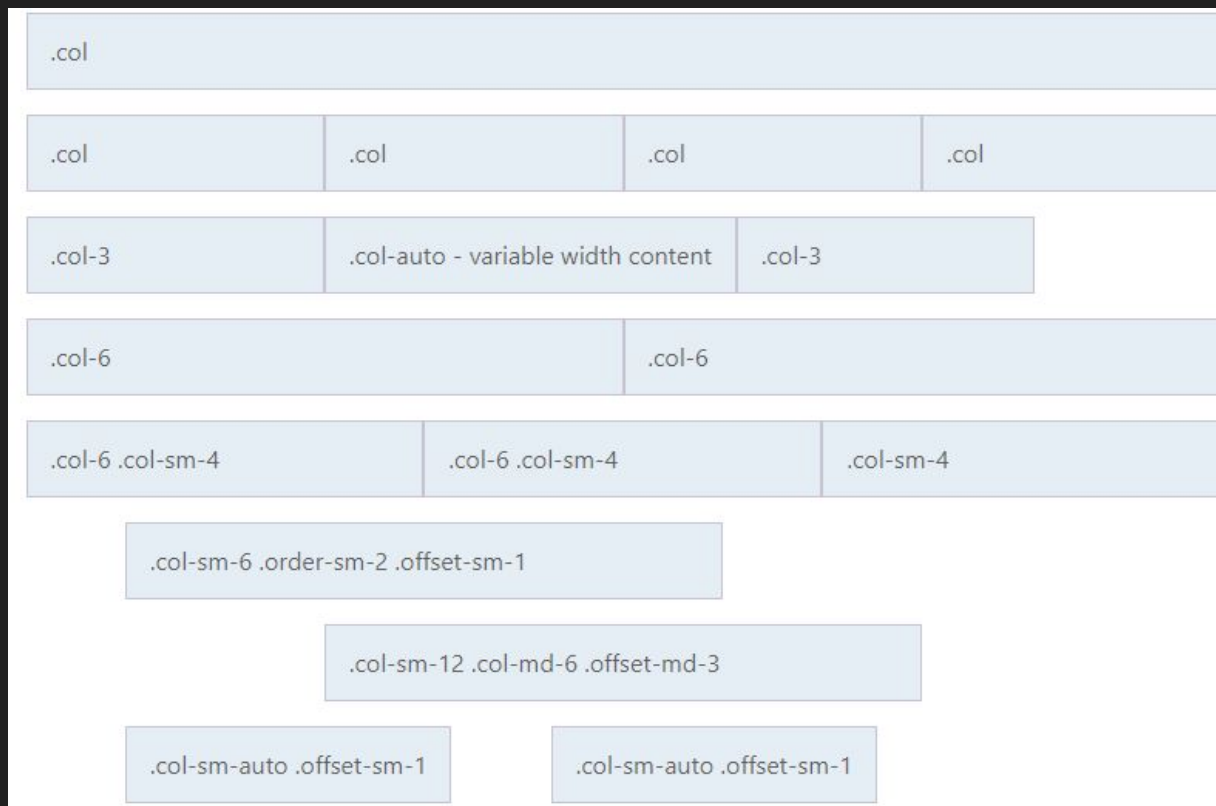 .col
.col .col .col .col
.col-3 .col-auto - variable width content .col-3
.col-6 .col-6
.col-6 .col-sm-4 .col-6 .col-sm-4 .col-sm-4
.col-sm-6 .order-sm-2 .offset-sm-1
.col-sm-12 .col-md-6 .offset-md-3
.col-sm-auto .offset-sm-1 .col-sm-auto .offset-sm-1